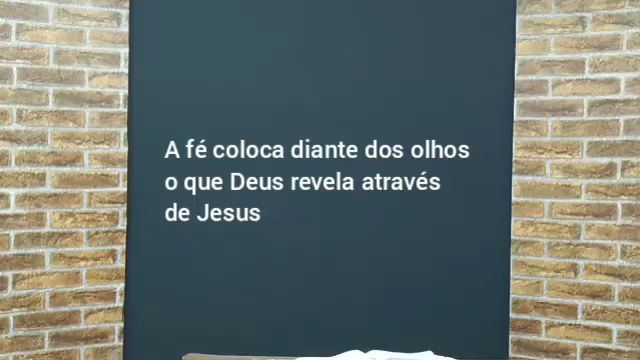 A fé coloca diante dos olhos
o que Deus revela através
de Jesus